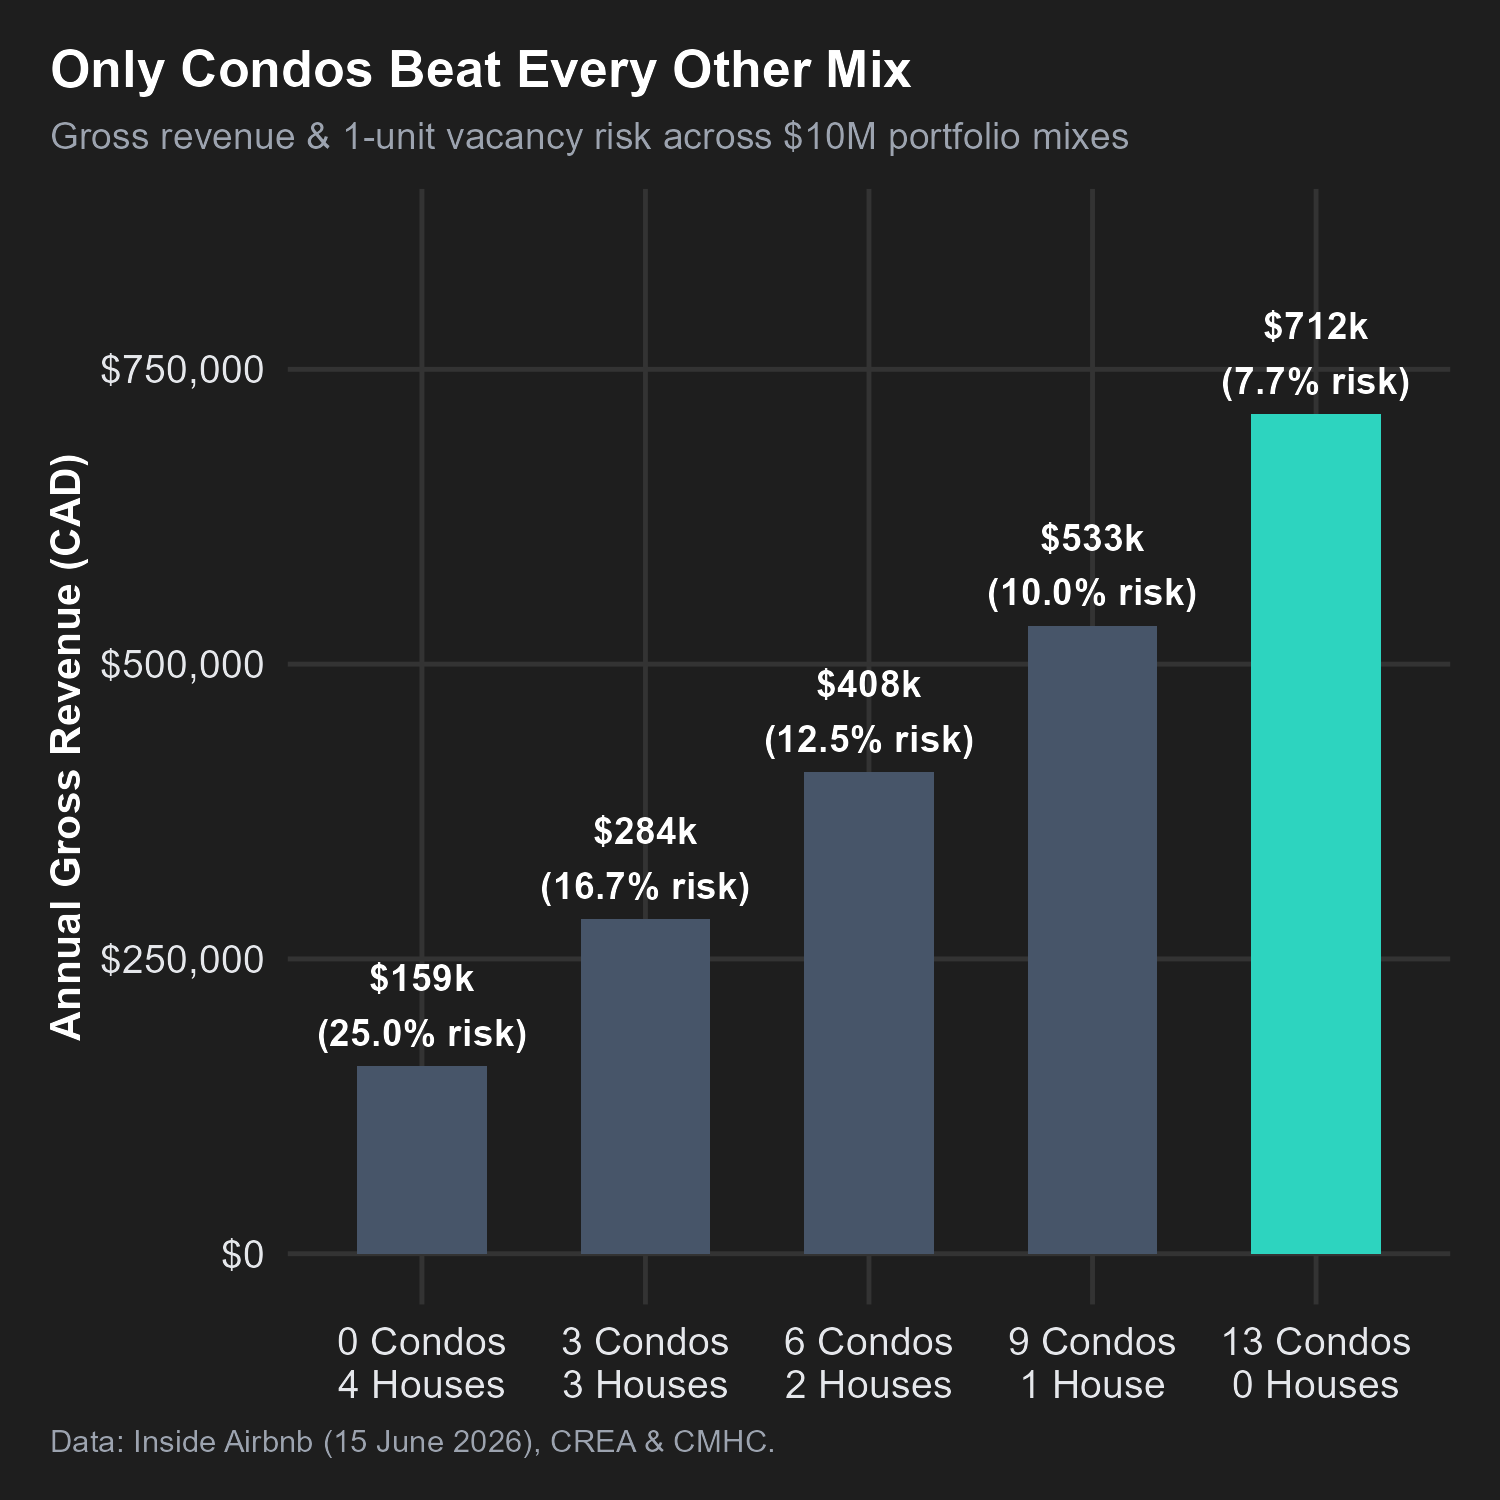 Only Condos Beat Every Other Mix
Gross revenue & 1-unit vacancy risk across $10M portfolio mixes
Annual Gross Revenue (CAD)
$750,000
$500,000
$250,000
$0
$159k
(25.0% risk)
$284k
(16.7% risk)
$408k
(12.5% risk)
$533k
(10.0% risk)
$712k
(7.7% risk)
0 Condos
4 Houses
3 Condos
3 Houses
6 Condos
2 Houses
9 Condos
1 House
13 Condos
0 Houses
Data: Inside Airbnb (15 June 2026), CREA & CMHC.